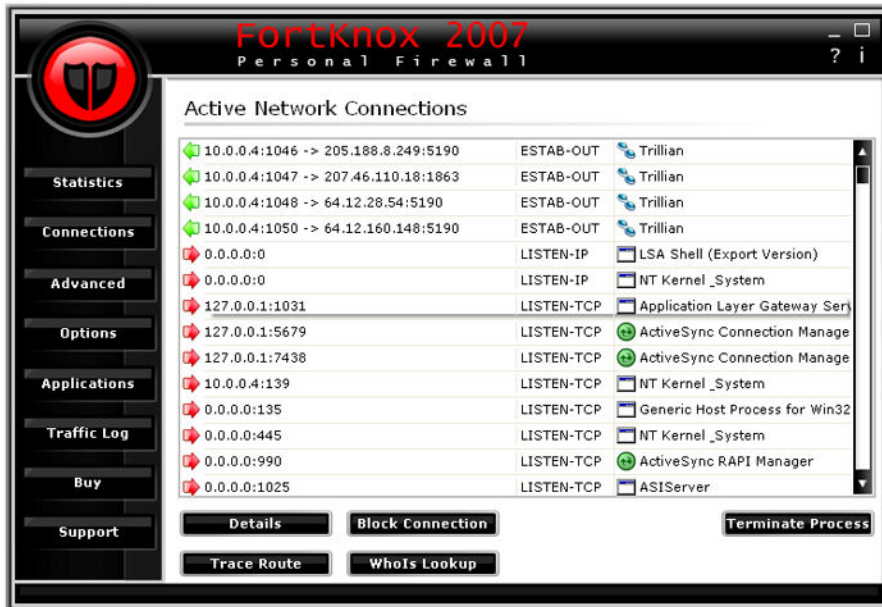 FortKnox 2007
Personal Firewall
? i
Active Network Connections
10.0.0.4:1046 -> 205.188.8.249:5190 ESTAB-OUT Trillian
10.0.0.4:1047 -> 207.46.110.18:1863 ESTAB-OUT Trillian
10.0.0.4:1048 -> 64.12.28.54:5190 ESTAB-OUT Trillian
10.0.0.4:1050 -> 64.12.160.148:5190 ESTAB-OUT Trillian
0.0.0.0:0 LISTEN-IP LSA Shell (Export Version)
0.0.0.0:0 LISTEN-IP NT Kernel _System
127.0.0.1:1031 LISTEN-TCP Application Layer Gateway Ser
127.0.0.1:5679 LISTEN-TCP ActiveSync Connection Manage
127.0.0.1:7438 LISTEN-TCP ActiveSync Connection Manage
10.0.0.4:139 LISTEN-TCP NT Kernel _System
0.0.0.0:135 LISTEN-TCP Generic Host Process for Win32
0.0.0.0:445 LISTEN-TCP NT Kernel _System
0.0.0.0:990 LISTEN-TCP ActiveSync RAPI Manager
0.0.0.0:1025 LISTEN-TCP ASIServer
Statistics
Connections
Advanced
Options
Applications
Traffic Log
Buy
Support
Details Block Connection Terminate Process
Trace Route WhoIs Lookup